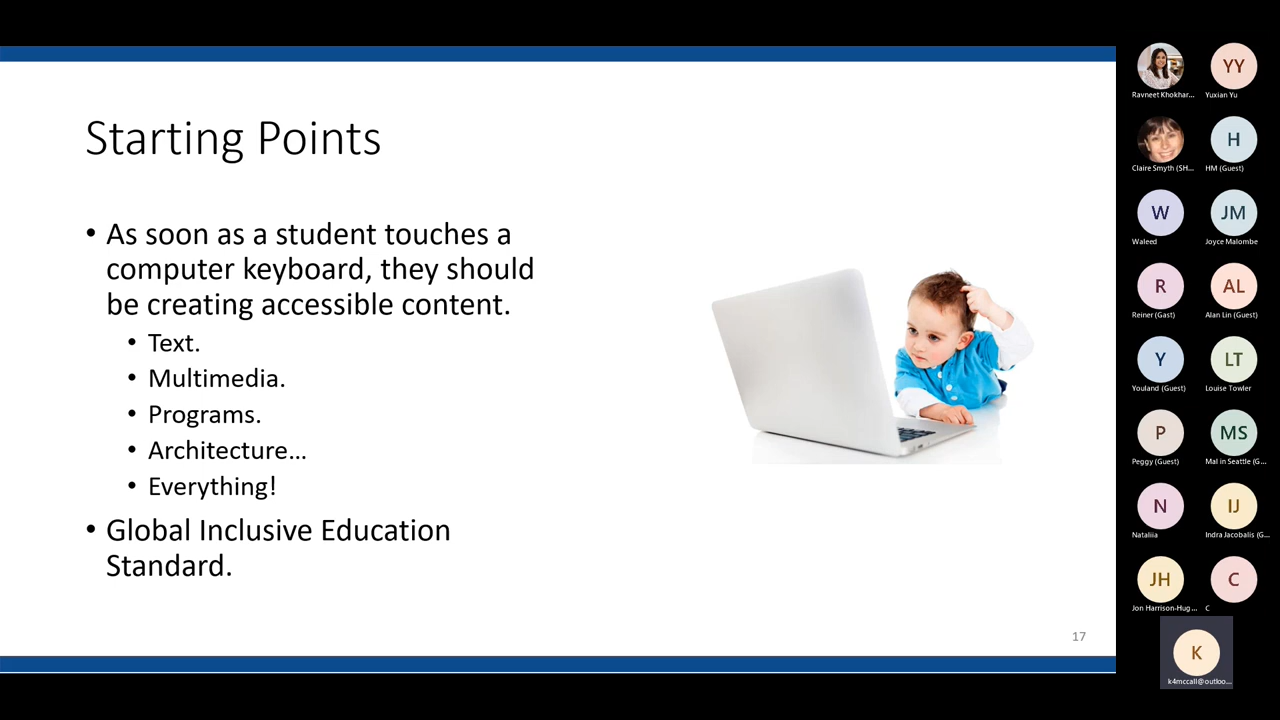 Starting Points
• As soon as a student touches a
computer keyboard, they should
be creating accessible content.
• Text.
• Multimedia.
• Programs.
• Architecture…
• Everything!
• Global Inclusive Education
Standard.
17
Ravneet Khokhar...
YY
Yuxian Yu
Claire Smyth (SH...
H
HM (Guest)
W
Waleed
JM
Joyce Malombe
R
Reiner (Gast)
AL
Alan Lin (Guest)
Y
Youland (Guest)
LT
Louise Towler
P
Peggy (Guest)
MS
Mal in Seattle (G...
N
Nataliia
IJ
Indra Jacobalis (G...
JH
Jon Harrison-Hug...
C
C
K
k4mccall@outloo...